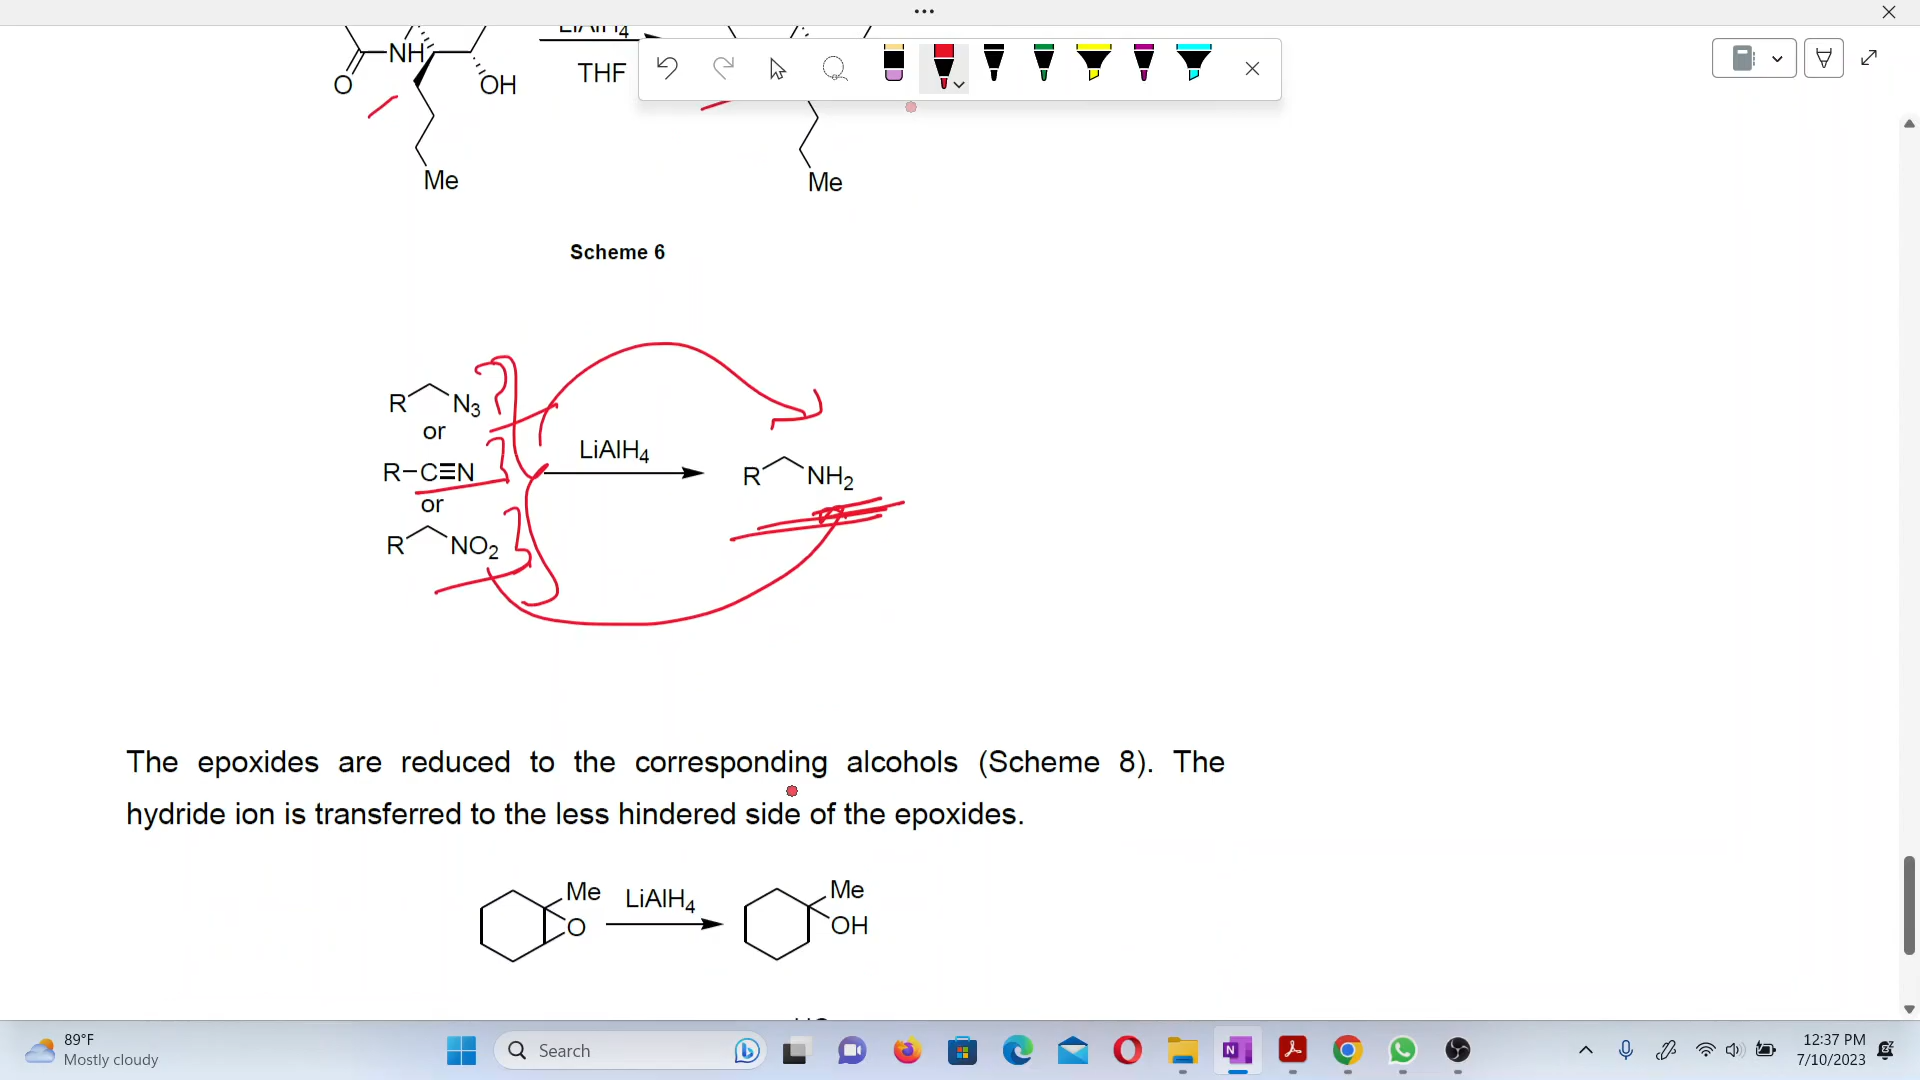 LiAlH4
NH
O
OH
THF
Me
Me
Scheme 6
R N3
or
R-C≡N
or
R NO2
LiAlH4
R NH2
The epoxides are reduced to the corresponding alcohols (Scheme 8). The
hydride ion is transferred to the less hindered side of the epoxides.
Me
O
LiAlH4
Me
OH
89°F
Mostly cloudy
Search
12:37 PM
7/10/2023